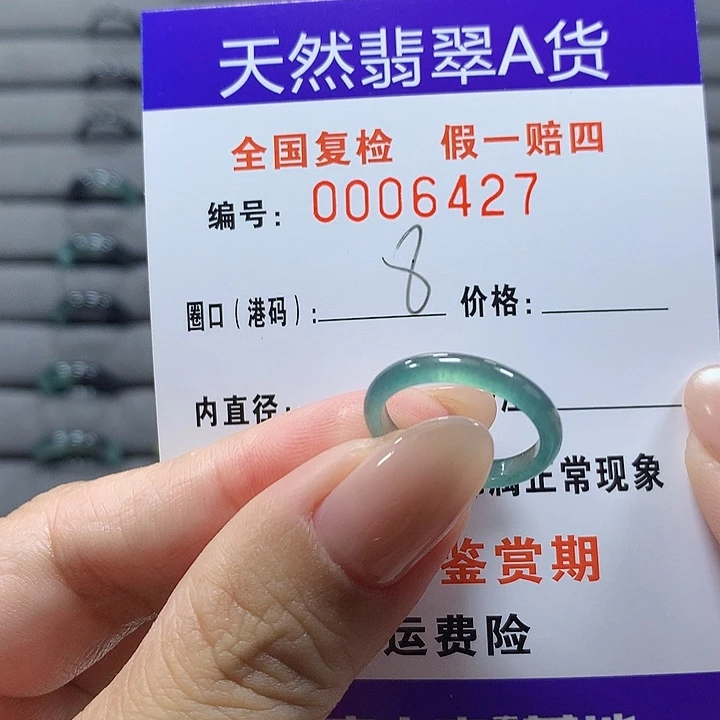 天然翡翠A货
全国复检 假一赔四
编号: 0006427
圈口(港码): 8 价格:
内直径:
属正常现象
鉴赏期
运费险